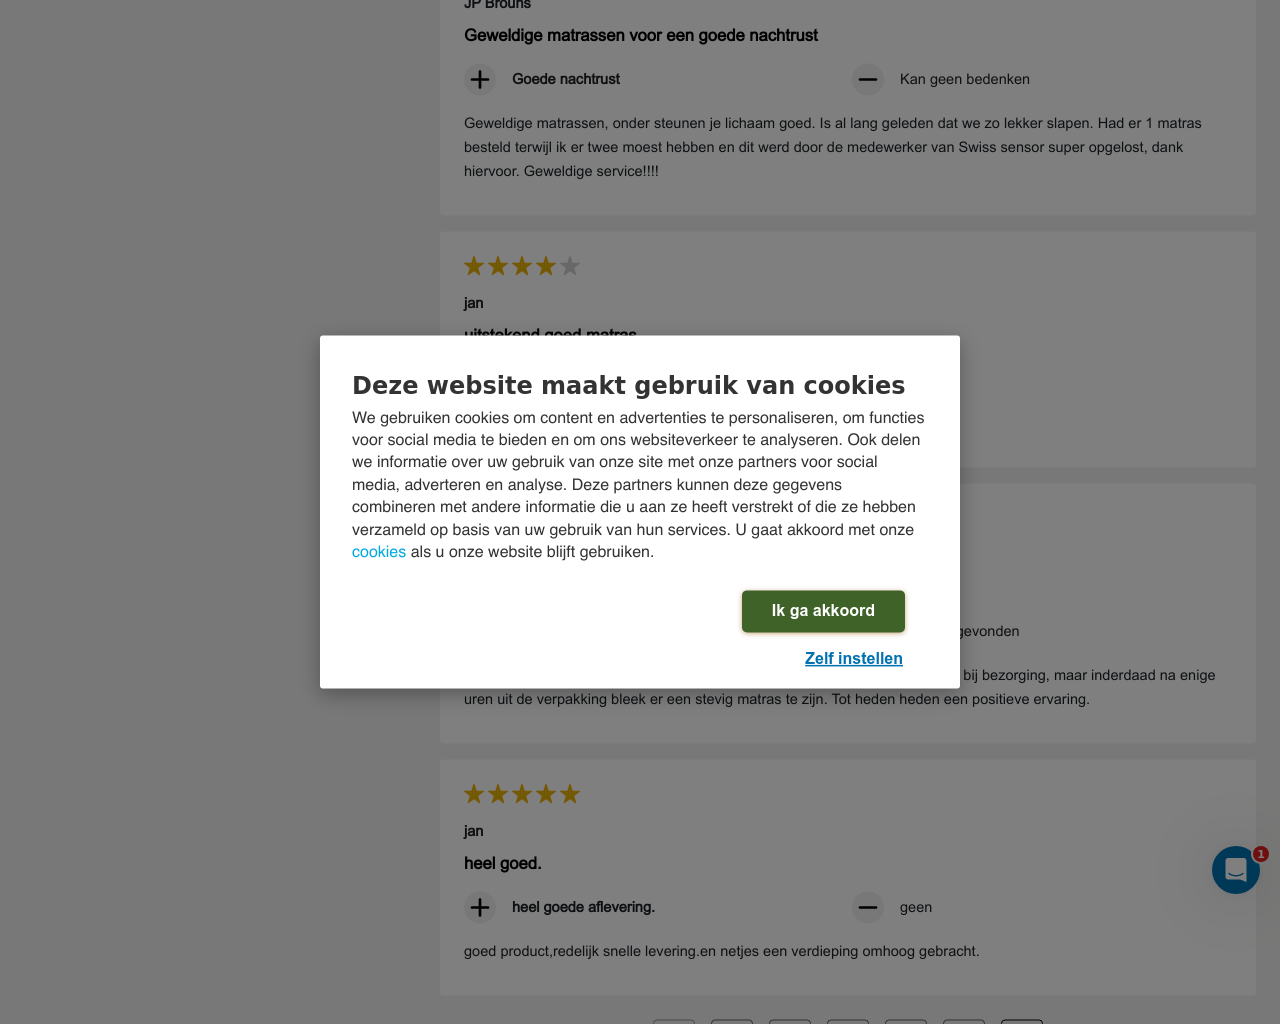 JP Brouns
Geweldige matrassen voor een goede nachtrust
Goede nachtrust
Kan geen bedenken
Geweldige matrassen, onder steunen je lichaam goed. Is al lang geleden dat we zo lekker slapen. Had er 1 matras
besteld terwijl ik er twee moest hebben en dit werd door de medewerker van Swiss sensor super opgelost, dank
hiervoor. Geweldige service!!!!
jan
uitstekend goed matras
Deze website maakt gebruik van cookies
We gebruiken cookies om content en advertenties te personaliseren, om functies
voor social media te bieden en om ons websiteverkeer te analyseren. Ook delen
we informatie over uw gebruik van onze site met onze partners voor social
media, adverteren en analyse. Deze partners kunnen deze gegevens
combineren met andere informatie die u aan ze heeft verstrekt of die ze hebben
verzameld op basis van uw gebruik van hun services. U gaat akkoord met onze
cookies als u onze website blijft gebruiken.
Ik ga akkoord
Zelf instellen
gevonden
bij bezorging, maar inderdaad na enige
uren uit de verpakking bleek er een stevig matras te zijn. Tot heden heden een positieve ervaring.
jan
heel goed.
1
heel goede aflevering.
geen
goed product,redelijk snelle levering.en netjes een verdieping omhoog gebracht.